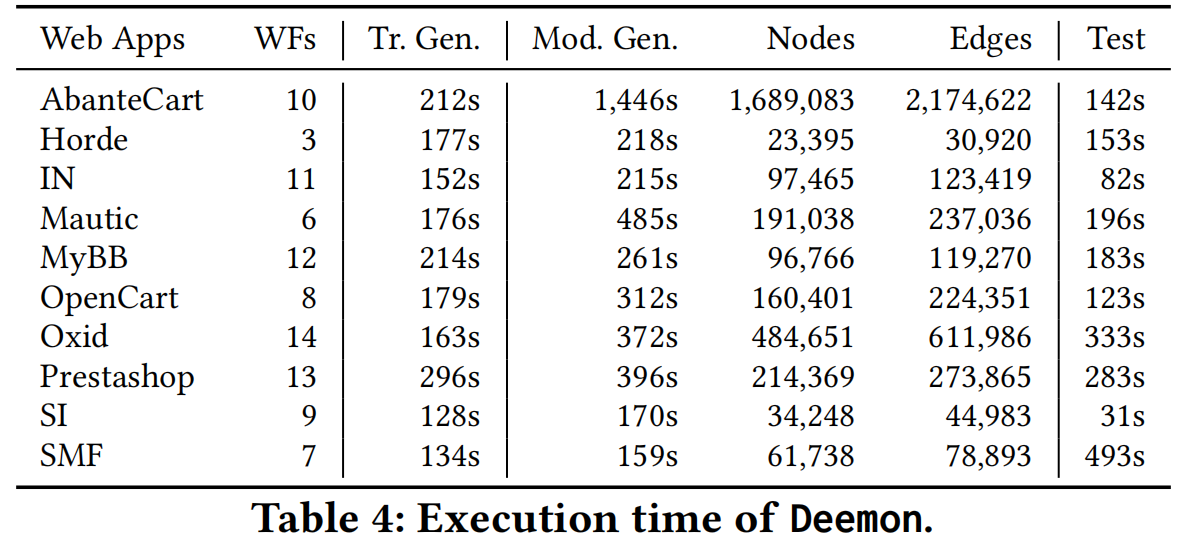 Web Apps WFs Tr. Gen. Mod. Gen. Nodes Edges Test
AbanteCart 10 212s 1,446s 1,689,083 2,174,622 142s
Horde 3 177s 218s 23,395 30,920 153s
IN 11 152s 215s 97,465 123,419 82s
Mautic 6 176s 485s 191,038 237,036 196s
MyBB 12 214s 261s 96,766 119,270 183s
OpenCart 8 179s 312s 160,401 224,351 123s
Oxid 14 163s 372s 484,651 611,986 333s
Prestashop 13 296s 396s 214,369 273,865 283s
SI 9 128s 170s 34,248 44,983 31s
SMF 7 134s 159s 61,738 78,893 493s
Table 4: Execution time of Deemon.